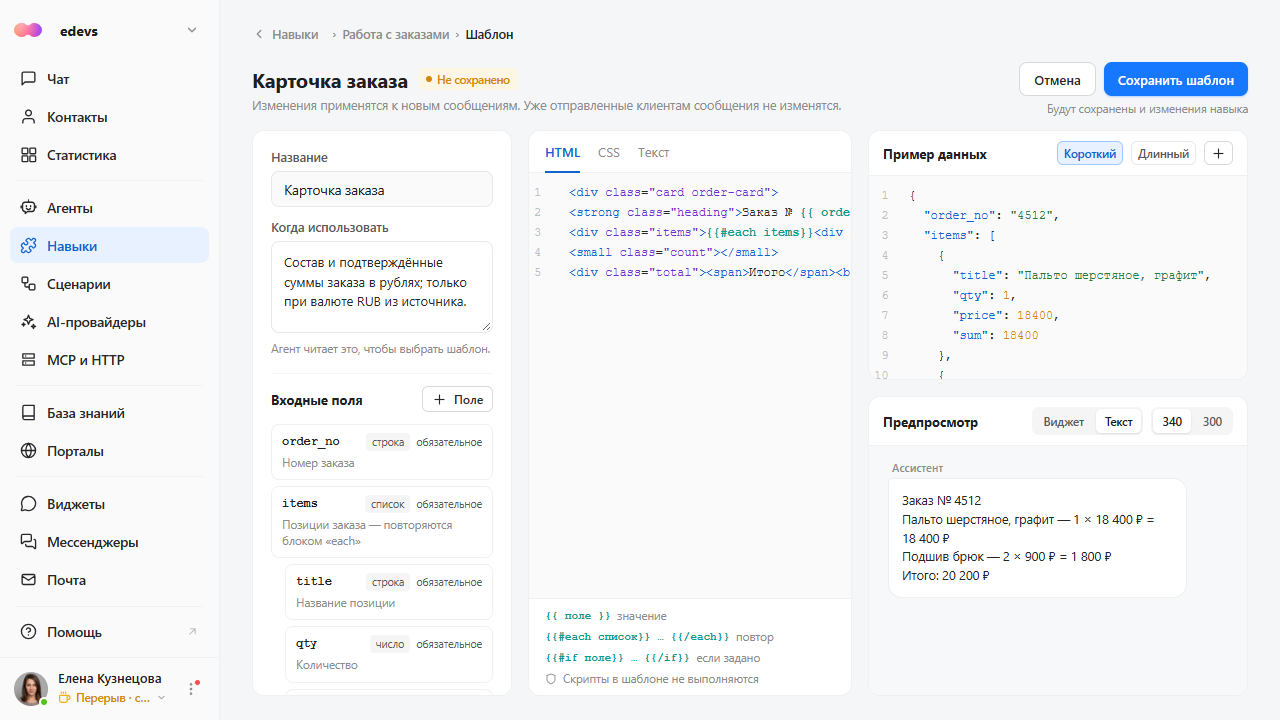 edevs
Чат
Контакты
Статистика
Агенты
Навыки
Сценарии
AI-провайдеры
MCP и HTTP
База знаний
Порталы
Виджеты
Мессенджеры
Почта
Помощь
Елена Кузнецова
Перерыв · с...
Навыки › Работа с заказами › Шаблон
Карточка заказа
Не сохранено
Изменения применятся к новым сообщениям. Уже отправленные клиентам сообщения не изменятся.
Отмена
Сохранить шаблон
Будут сохранены и изменения навыка
Название
Карточка заказа
Когда использовать
Состав и подтверждённые
суммы заказа в рублях; только
при валюте RUB из источника.
Агент читает это, чтобы выбрать шаблон.
Входные поля
+ Поле
order_no строка обязательное
Номер заказа
items список обязательное
Позиции заказа — повторяются
блоком «each»
title строка обязательное
Название позиции
qty число обязательное
Количество
HTML CSS Текст
1 <div class="card order-card">
2 <strong class="heading">Заказ № {{ orde
3 <div class="items">{{#each items}}<div
4 <small class="count"></small>
5 <div class="total"><span>Итого</span><b
{{ поле }} значение
{{#each список}} … {{/each}} повтор
{{#if поле}} … {{/if}} если задано
Скрипты в шаблоне не выполняются
Пример данных
Короткий Длинный +
1 {
2 "order_no": "4512",
3 "items": [
4 {
5 "title": "Пальто шерстяное, графит",
6 "qty": 1,
7 "price": 18400,
8 "sum": 18400
9 },
10 {
Предпросмотр
Виджет Текст 340 300
Ассистент
Заказ № 4512
Пальто шерстяное, графит — 1 × 18 400 ₽ =
18 400 ₽
Подшив брюк — 2 × 900 ₽ = 1 800 ₽
Итого: 20 200 ₽